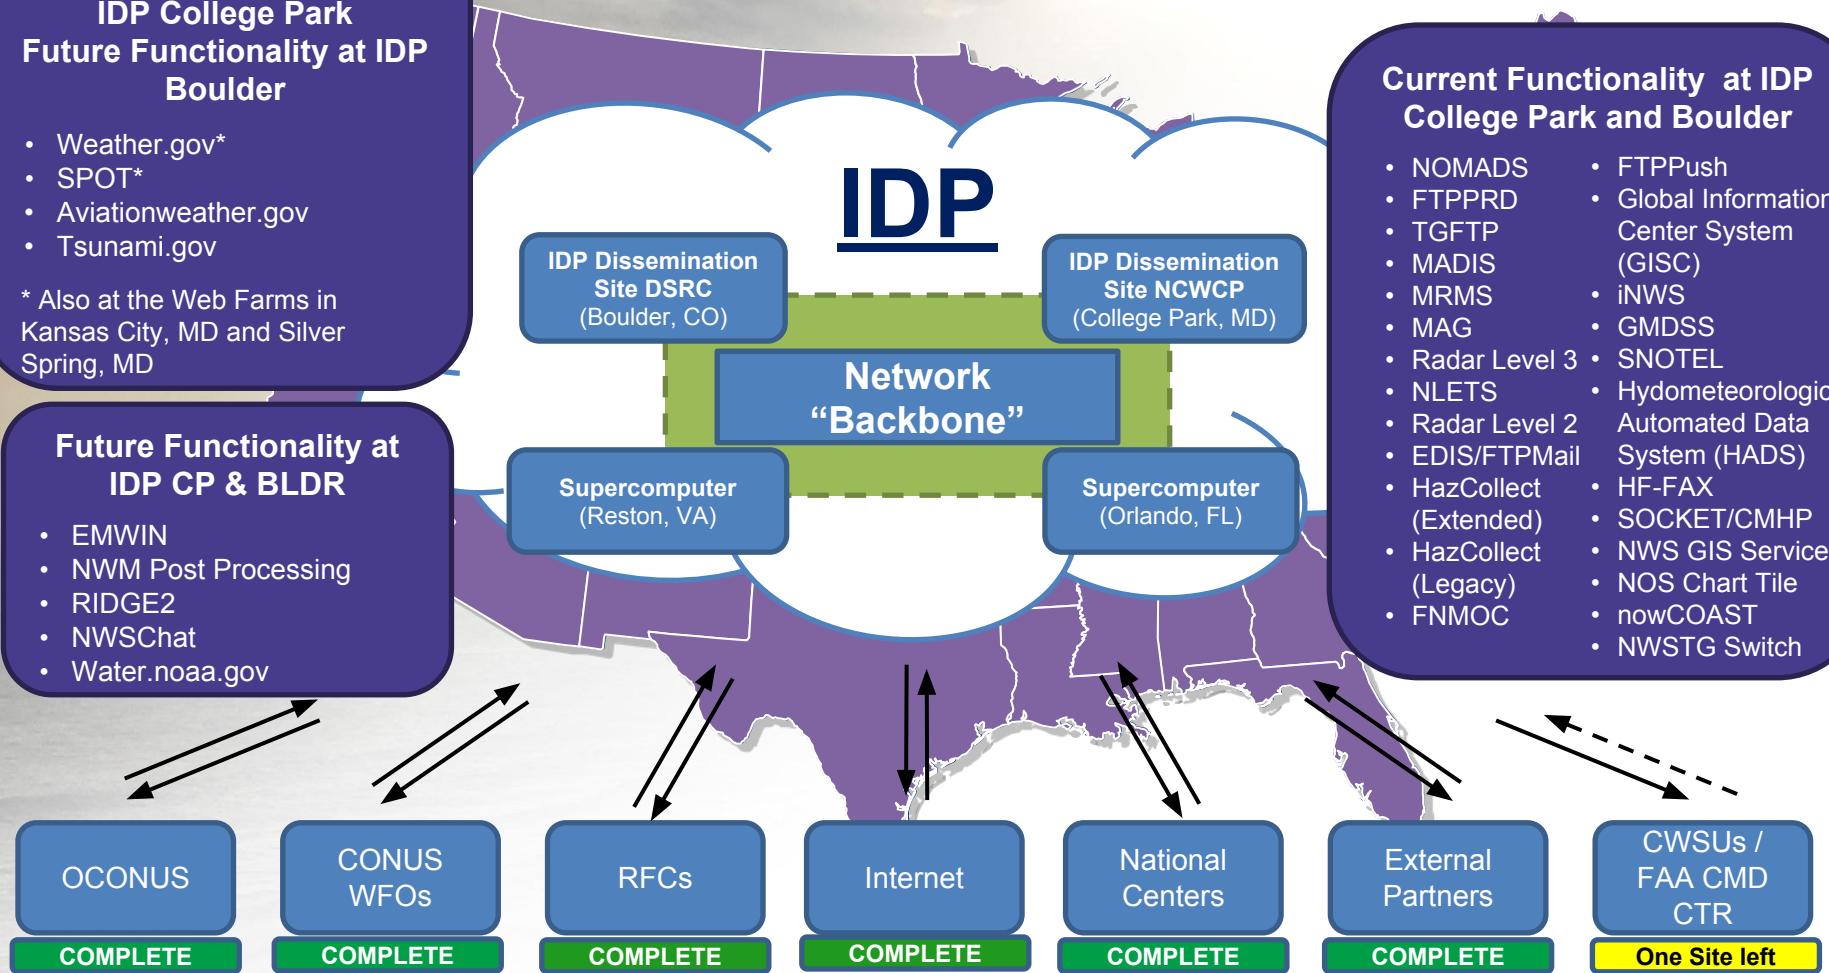 IDP College Park
Future Functionality at IDP
Boulder
• Weather.gov*
• SPOT*
• Aviationweather.gov
• Tsunami.gov
* Also at the Web Farms in
Kansas City, MD and Silver
Spring, MD
Future Functionality at
IDP CP & BLDR
• EMWIN
• NWM Post Processing
• RIDGE2
• NWSChat
• Water.noaa.gov
IDP
IDP Dissemination
Site DSRC
(Boulder, CO)
IDP Dissemination
Site NCWCP
(College Park, MD)
Network
“Backbone”
Supercomputer
(Reston, VA)
Supercomputer
(Orlando, FL)
Current Functionality at IDP
College Park and Boulder
• NOMADS
• FTPPRD
• TGFTP
• MADIS
• MRMS
• MAG
• Radar Level 3
• NLETS
• Radar Level 2
• EDIS/FTPMail
• HazCollect
(Extended)
• HazCollect
(Legacy)
• FNMOC
• FTPPush
• Global Information
Center System
(GISC)
• iNWS
• GMDSS
• SNOTEL
• Hydometeorologic
Automated Data
System (HADS)
• HF-FAX
• SOCKET/CMHP
• NWS GIS Service
• NOS Chart Tile
• nowCOAST
• NWSTG Switch
OCONUS
COMPLETE
CONUS
WFOs
COMPLETE
RFCs
COMPLETE
Internet
COMPLETE
National
Centers
COMPLETE
External
Partners
COMPLETE
CWSUs /
FAA CMD
CTR
One Site left